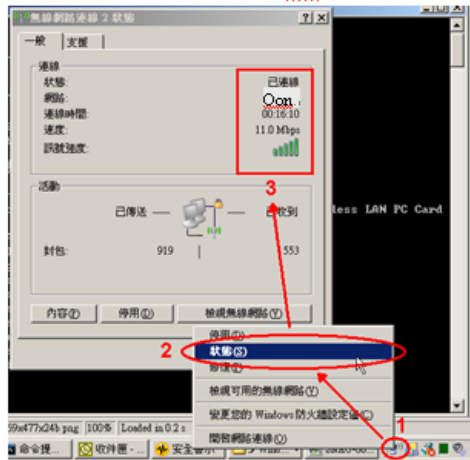 無線網路連線 2 狀態
一般
支援
連線
狀態:
已連線
網路:
Oon.
連線時間:
00:16:10
速度:
11.0 Mbps
訊號強度:
3
活動
已傳送
已收到
less LAN PC Card
封包:
919
553
內容(P)
停用(D)
檢視無線網路(V)
停用(D)
2
狀態(S)
修復(P)
檢視可用的無線網路(V)
變更您的 Windows 防火牆設定值(C)
1
開啟網路連線(O)
59x477x24b png
100%
Loaded in 0.2 s
命令提...
收件匣 - ...
安全警示